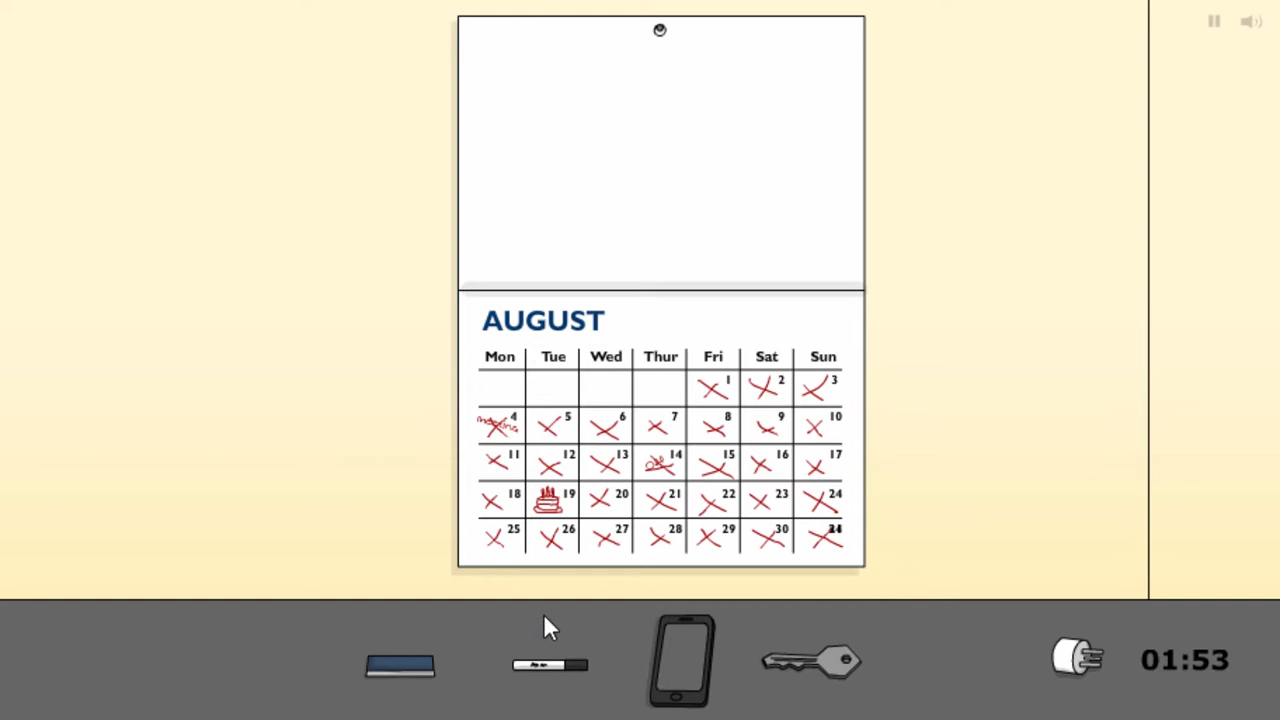 AUGUST
Mon Tue Wed Thur Fri Sat Sun
1 2 3
4 5 6 7 8 9 10
11 12 13 14 15 16 17
18 19 20 21 22 23 24
25 26 27 28 29 30 31
01:53